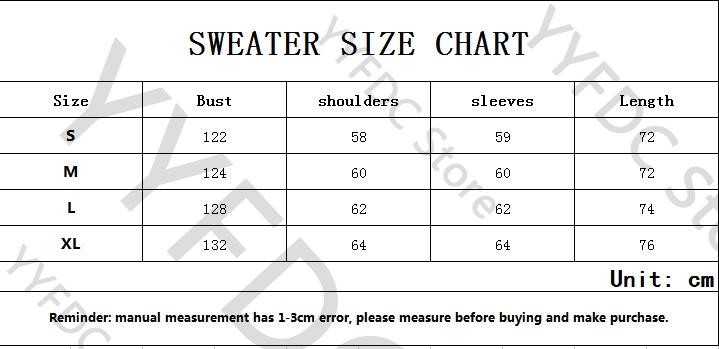 SWEATER SIZE CHART
Size Bust shoulders sleeves Length
S 122 58 59 72
M 124 60 60 72
L 128 62 62 74
XL 132 64 64 76
Unit: cm
Reminder: manual measurement has 1-3cm error, please measure before buying and make purchase.
YYFDC Store
YYFDC Sto
YYFDC
YYFDC